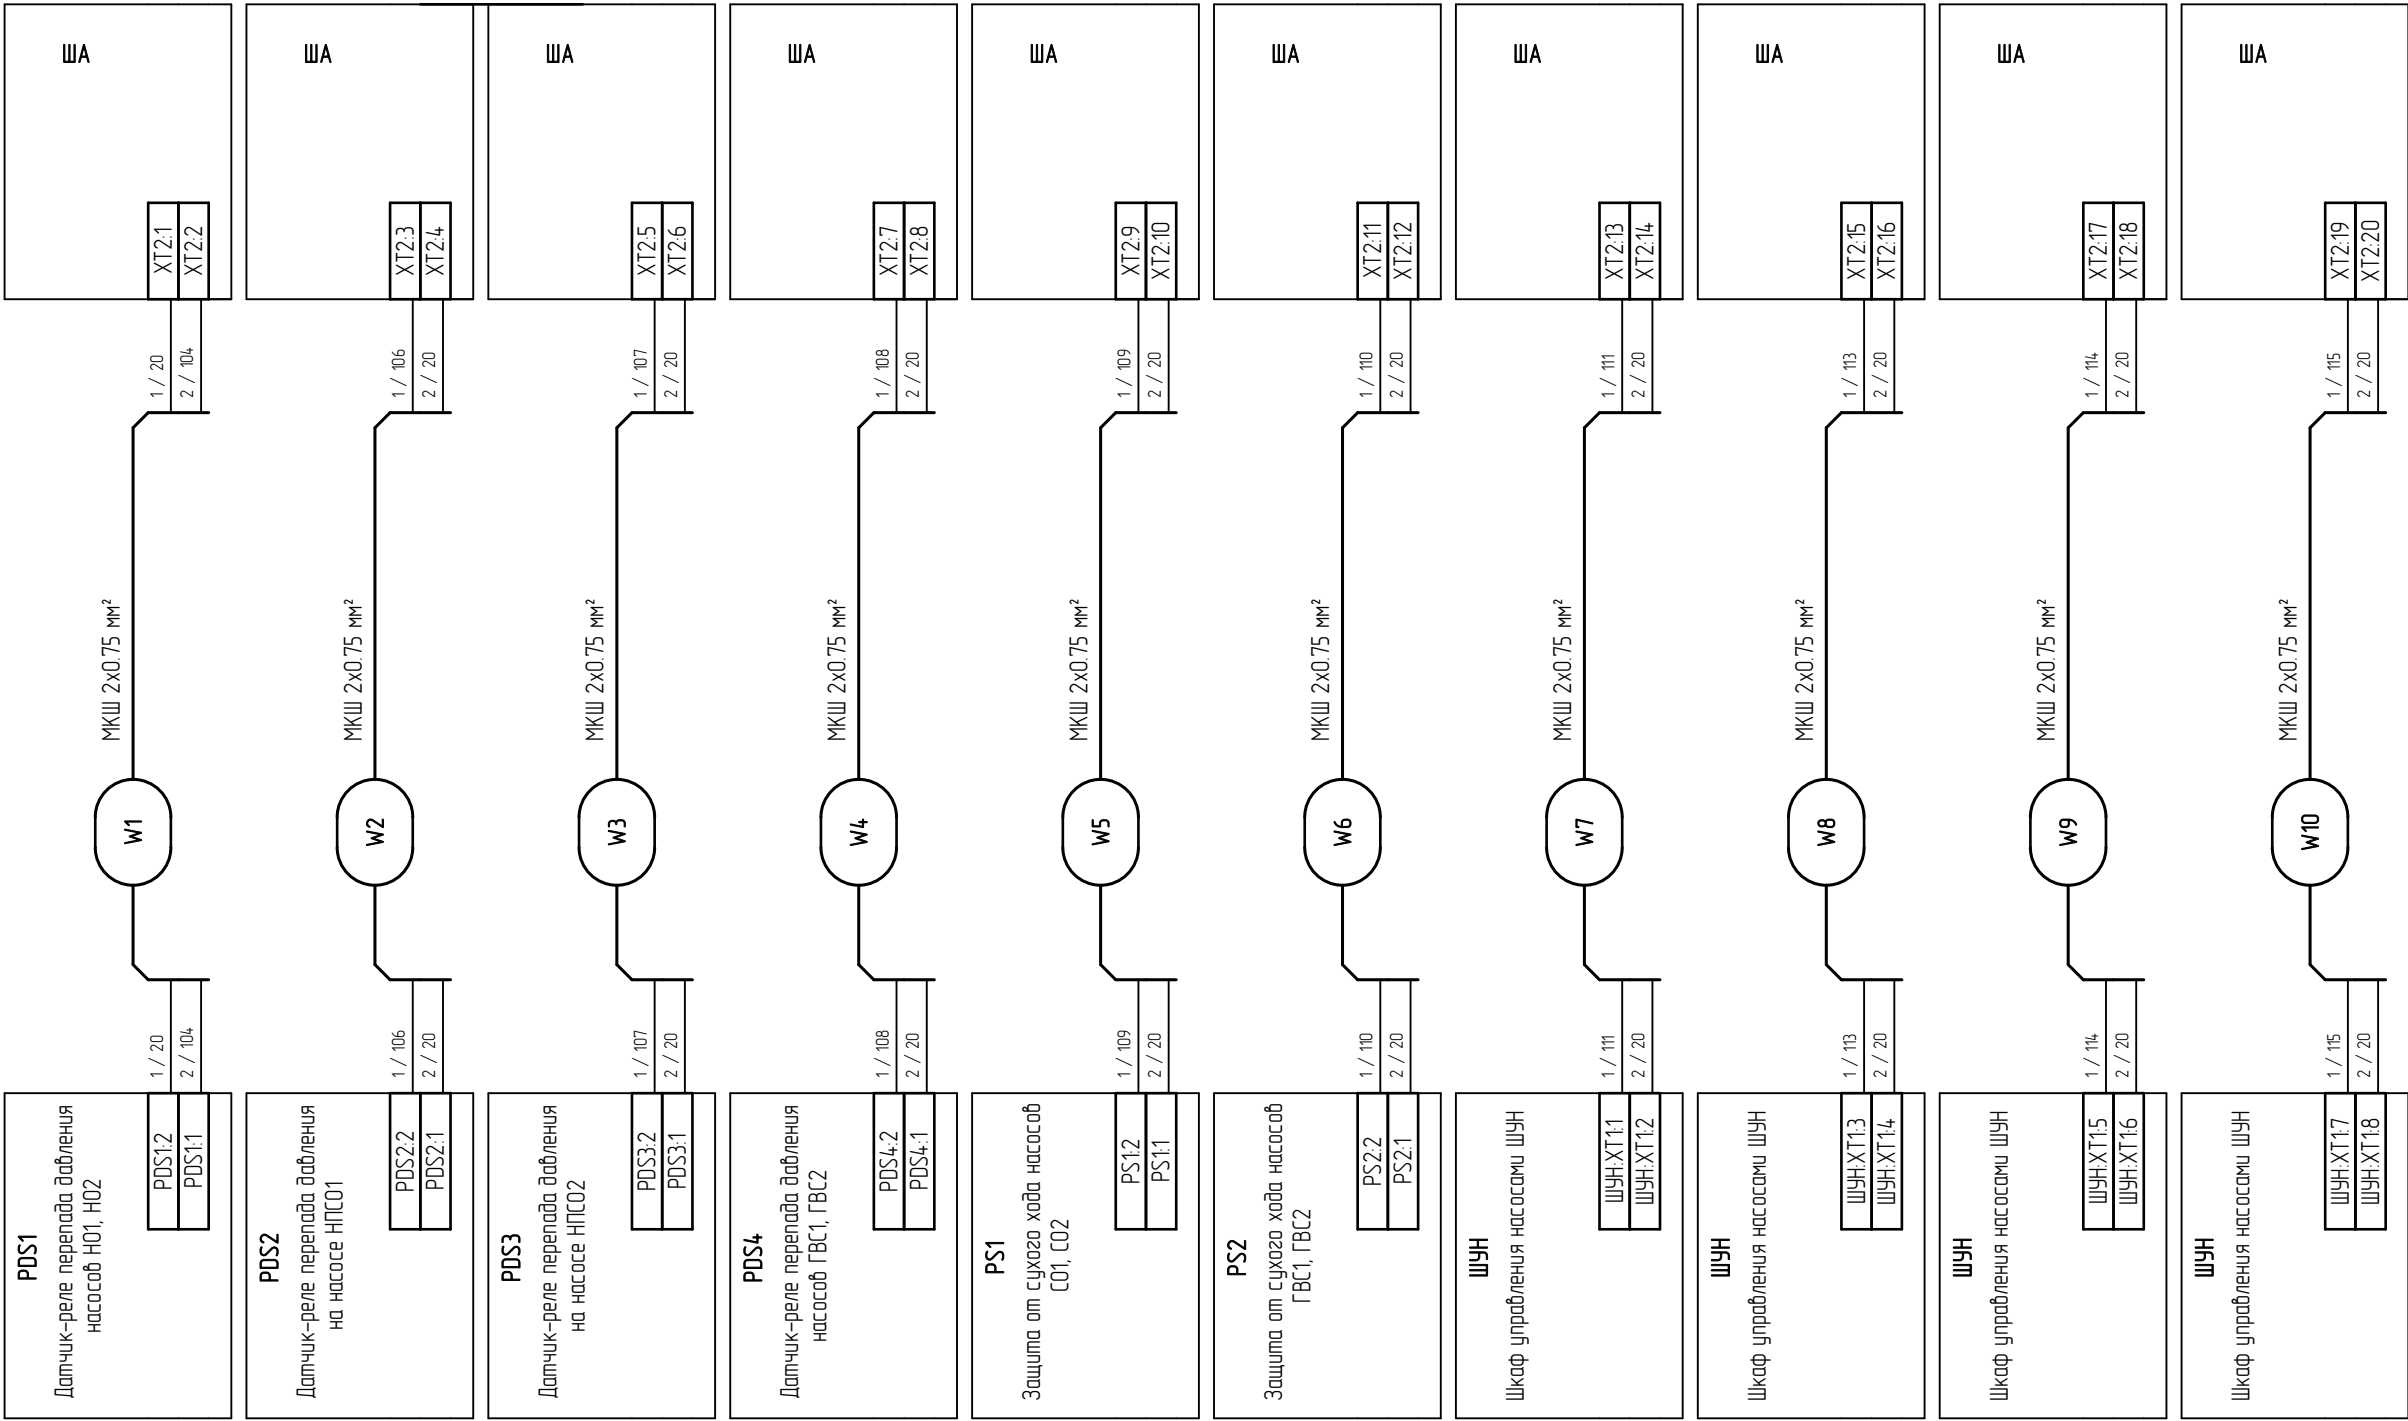 PDS1
Датчик-реле перепада давления
насосов НО1, НО2
PDS1:2
PDS1:1
1 / 20
2 / 104
W1
МКШ 2х0.75 мм²
1 / 20
2 / 104
XT2:1
XT2:2
ША
PDS2
Датчик-реле перепада давления
на насосе НПСО1
PDS2:2
PDS2:1
1 / 106
2 / 20
W2
МКШ 2х0.75 мм²
1 / 106
2 / 20
XT2:3
XT2:4
ША
PDS3
Датчик-реле перепада давления
на насосе НПСО2
PDS3:2
PDS3:1
1 / 107
2 / 20
W3
МКШ 2х0.75 мм²
1 / 107
2 / 20
XT2:5
XT2:6
ША
PDS4
Датчик-реле перепада давления
насосов ГВС1, ГВС2
PDS4:2
PDS4:1
1 / 108
2 / 20
W4
МКШ 2х0.75 мм²
1 / 108
2 / 20
XT2:7
XT2:8
ША
PS1
Защита от сухого хода насосов
СО1, СО2
PS1:2
PS1:1
1 / 109
2 / 20
W5
МКШ 2х0.75 мм²
1 / 109
2 / 20
XT2:9
XT2:10
ША
PS2
Защита от сухого хода насосов
ГВС1, ГВС2
PS2:2
PS2:1
1 / 110
2 / 20
W6
МКШ 2х0.75 мм²
1 / 110
2 / 20
XT2:11
XT2:12
ША
ШУН
Шкаф управления насосами ШУН
ШУН:XT1:1
ШУН:XT1:2
1 / 111
2 / 20
W7
МКШ 2х0.75 мм²
1 / 111
2 / 20
XT2:13
XT2:14
ША
ШУН
Шкаф управления насосами ШУН
ШУН:XT1:3
ШУН:XT1:4
1 / 113
2 / 20
W8
МКШ 2х0.75 мм²
1 / 113
2 / 20
XT2:15
XT2:16
ША
ШУН
Шкаф управления насосами ШУН
ШУН:XT1:5
ШУН:XT1:6
1 / 114
2 / 20
W9
МКШ 2х0.75 мм²
1 / 114
2 / 20
XT2:17
XT2:18
ША
ШУН
Шкаф управления насосами ШУН
ШУН:XT1:7
ШУН:XT1:8
1 / 115
2 / 20
W10
МКШ 2х0.75 мм²
1 / 115
2 / 20
XT2:19
XT2:20
ША